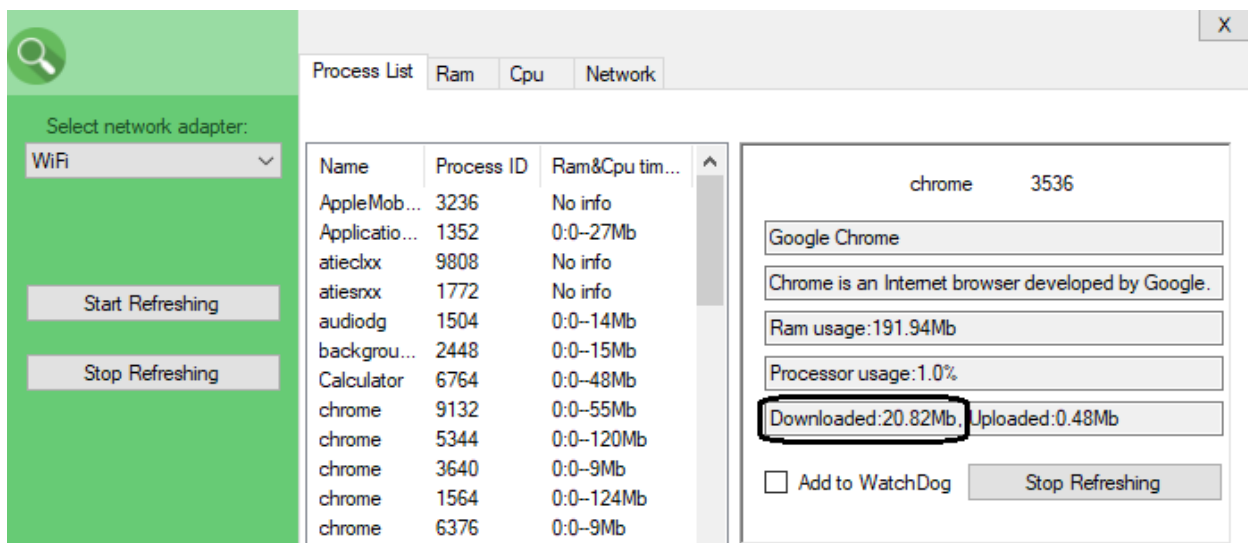 X
Process List Ram Cpu Network
Select network adapter:
WiFi
Start Refreshing
Stop Refreshing
Name Process ID Ram&Cpu tim...
AppleMob... 3236 No info
Applicatio... 1352 0:0--27Mb
atieclxx 9808 No info
atiesrxx 1772 No info
audiodg 1504 0:0--14Mb
backgrou... 2448 0:0--15Mb
Calculator 6764 0:0--48Mb
chrome 9132 0:0--55Mb
chrome 5344 0:0--120Mb
chrome 3640 0:0--9Mb
chrome 1564 0:0--124Mb
chrome 6376 0:0--9Mb
chrome 3536
Google Chrome
Chrome is an Internet browser developed by Google.
Ram usage:191.94Mb
Processor usage:1.0%
Downloaded:20.82Mb, Uploaded:0.48Mb
Add to WatchDog Stop Refreshing